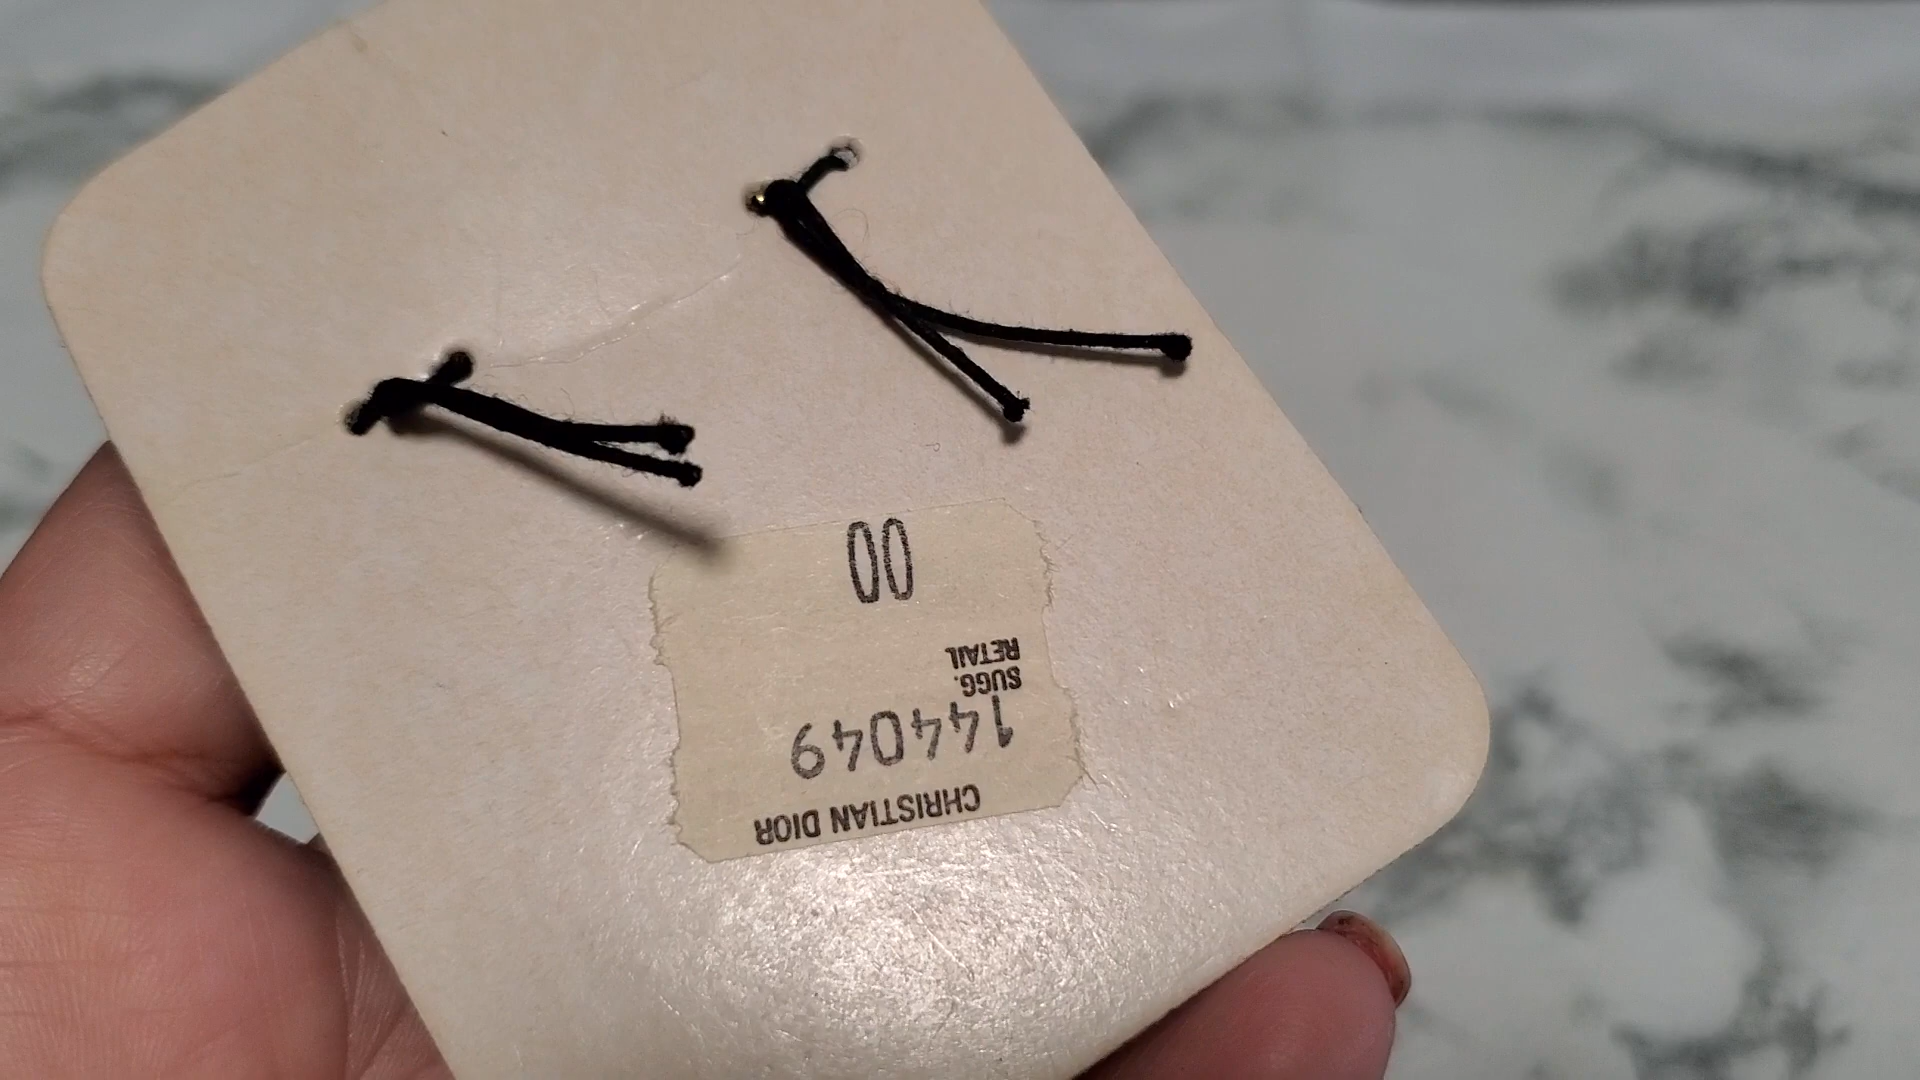 CHRISTIAN DIOR
144049
SUGG.
RETAIL
00